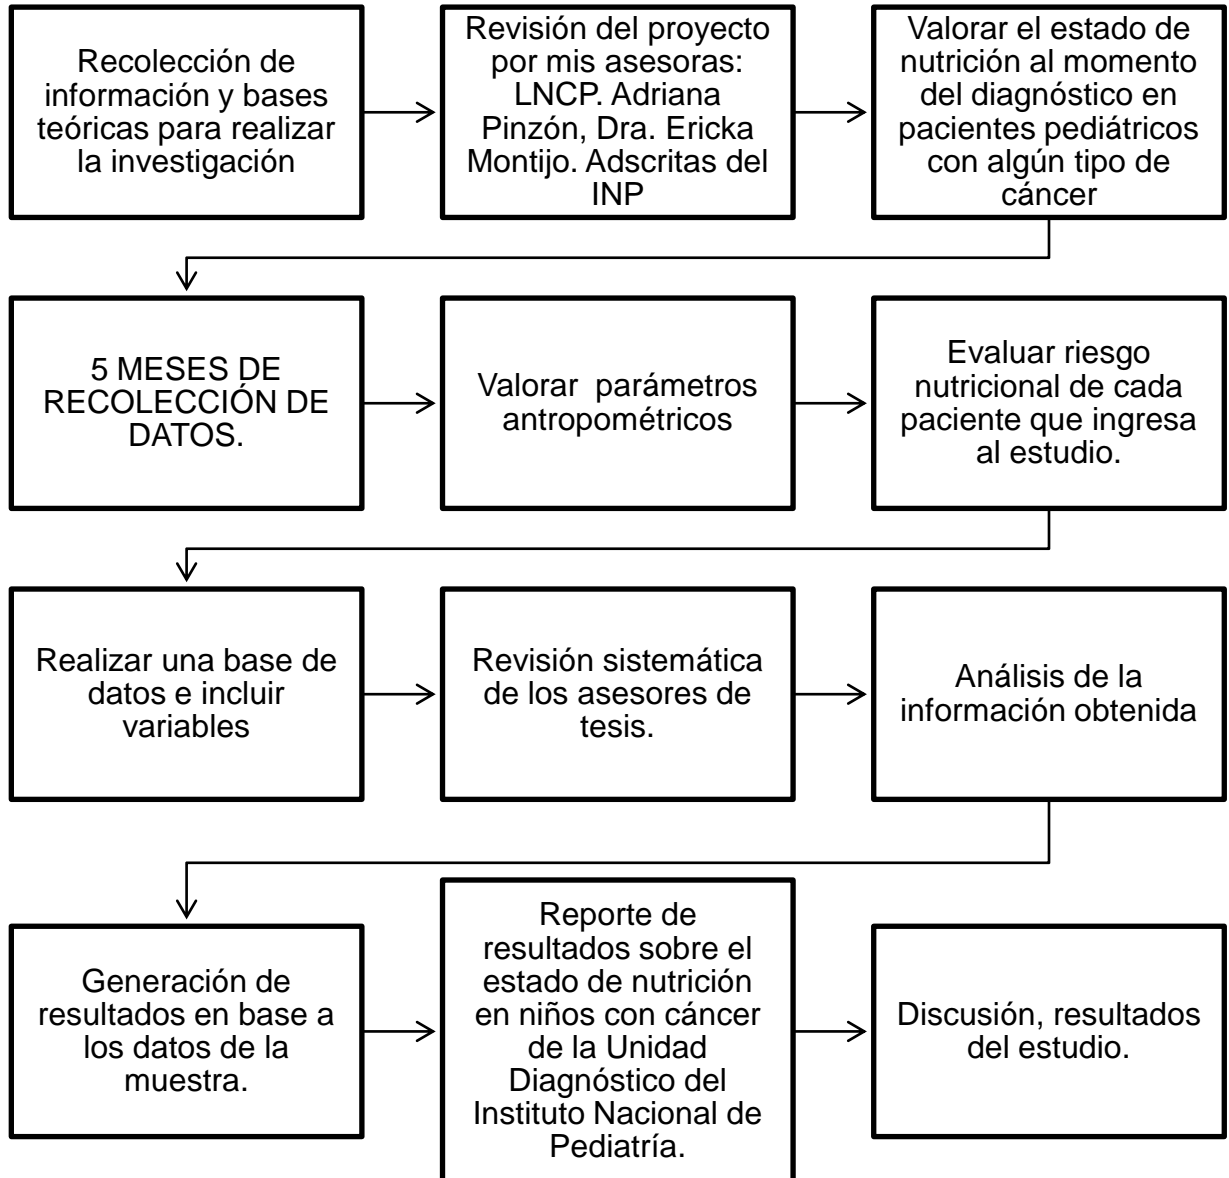 Recolección de
información y bases
teóricas para realizar
la investigación
Revisión del proyecto
por mis asesoras:
LNCP. Adriana
Pinzón, Dra. Ericka
Montijo. Adscritas del
INP
Valorar el estado de
nutrición al momento
del diagnóstico en
pacientes pediátricos
con algún tipo de
cáncer
5 MESES DE
RECOLECCIÓN DE
DATOS.
Valorar parámetros
antropométricos
Evaluar riesgo
nutricional de cada
paciente que ingresa
al estudio.
Realizar una base de
datos e incluir
variables
Revisión sistemática
de los asesores de
tesis.
Análisis de la
información obtenida
Generación de
resultados en base a
los datos de la
muestra.
Reporte de
resultados sobre el
estado de nutrición
en niños con cáncer
de la Unidad
Diagnóstico del
Instituto Nacional de
Pediatría.
Discusión, resultados
del estudio.